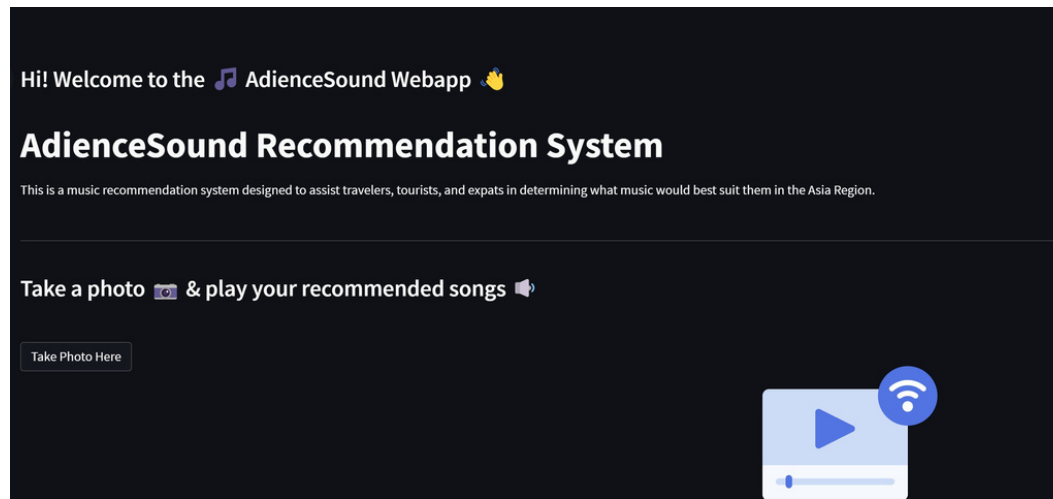 Hi! Welcome to the 🎵 AdienceSound Webapp 👋
AdienceSound Recommendation System
This is a music recommendation system designed to assist travelers, tourists, and expats in determining what music would best suit them in the Asia Region.
Take a photo 📷 & play your recommended songs 🔊
Take Photo Here